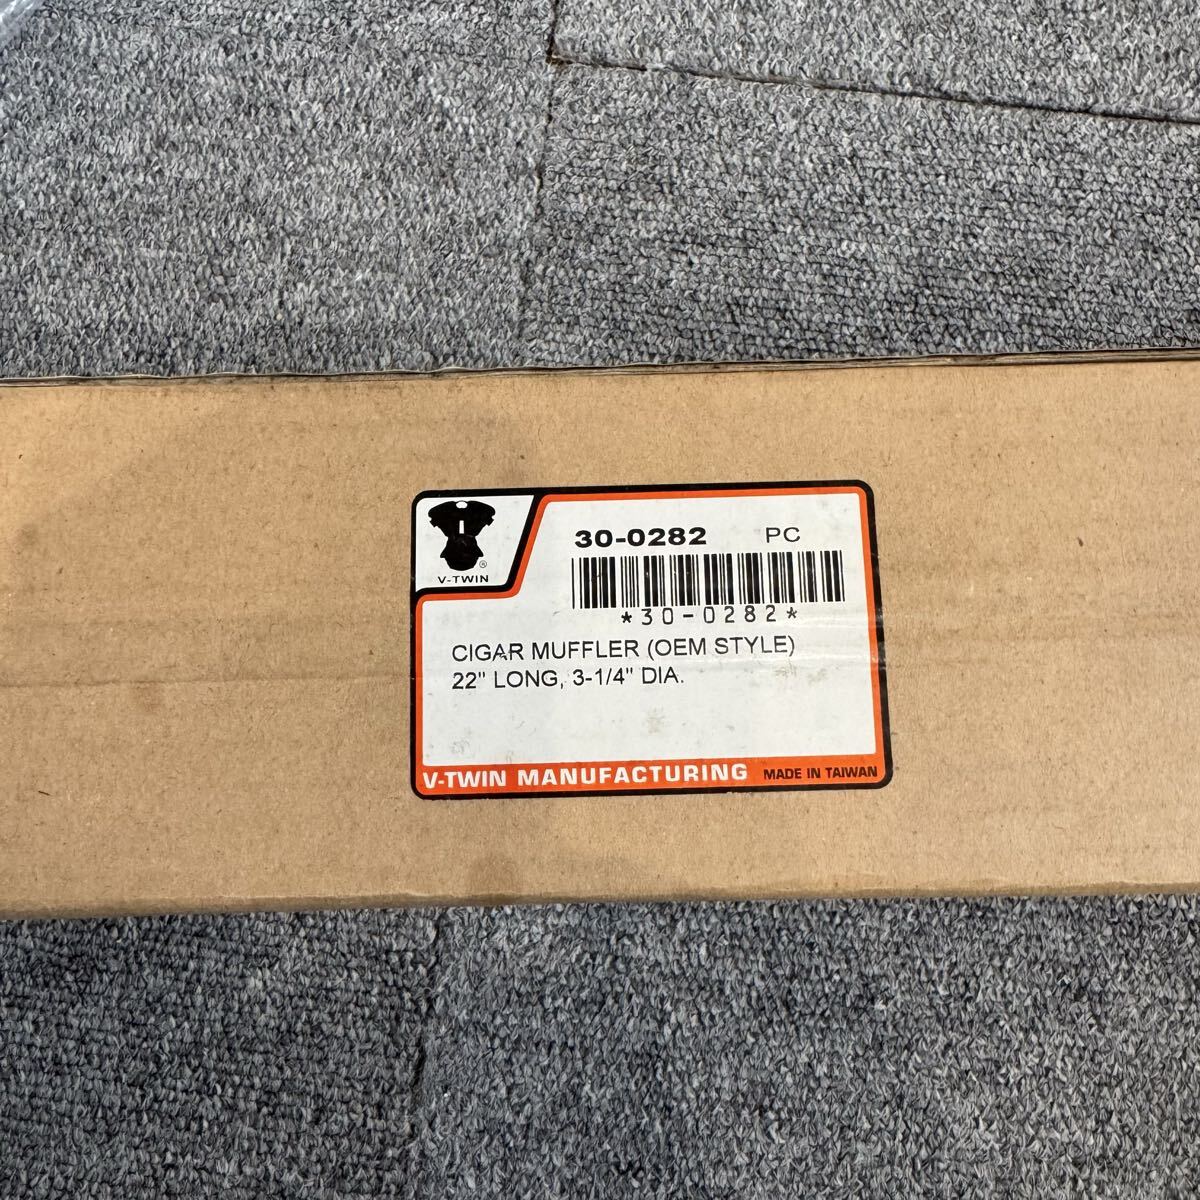 V-TWIN ®
30-0282 PC
*30-0282*
CIGAR MUFFLER (OEM STYLE)
22" LONG, 3-1/4" DIA.
V-TWIN MANUFACTURING MADE IN TAIWAN